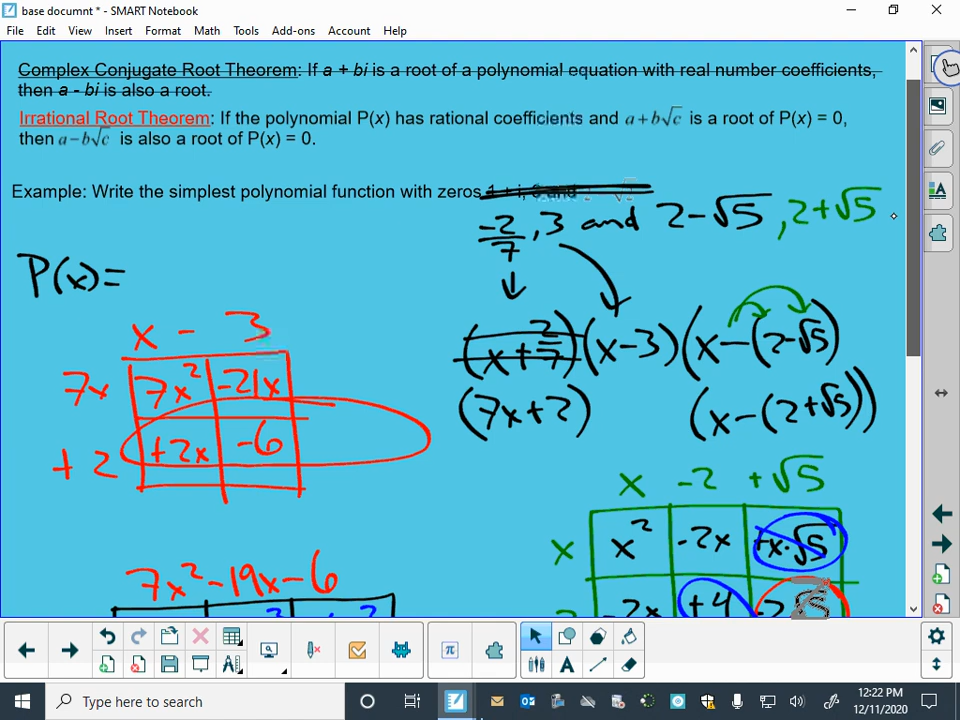 base documnt * - SMART Notebook
File Edit View Insert Format Math Tools Add-ons Account Help
Complex Conjugate Root Theorem: If a + bi is a root of a polynomial equation with real number coefficients,
then a - bi is also a root.
Irrational Root Theorem: If the polynomial P(x) has rational coefficients and a+b√c is a root of P(x) = 0,
then a−b√c is also a root of P(x) = 0.
Example: Write the simplest polynomial function with zeros 1 + i,
-2/7, 3 and 2-√5, 2+√5
P(x)=
(x+2/7)(x-3)(x-(2-√5))
(7x+2) (x-(2+√5))
x - 3
7x 7x² -21x
+2 +2x -6
x -2 +√5
x x² -2x +x·√5
-2x +4
7x²-19x-6
Type here to search
12:22 PM
12/11/2020